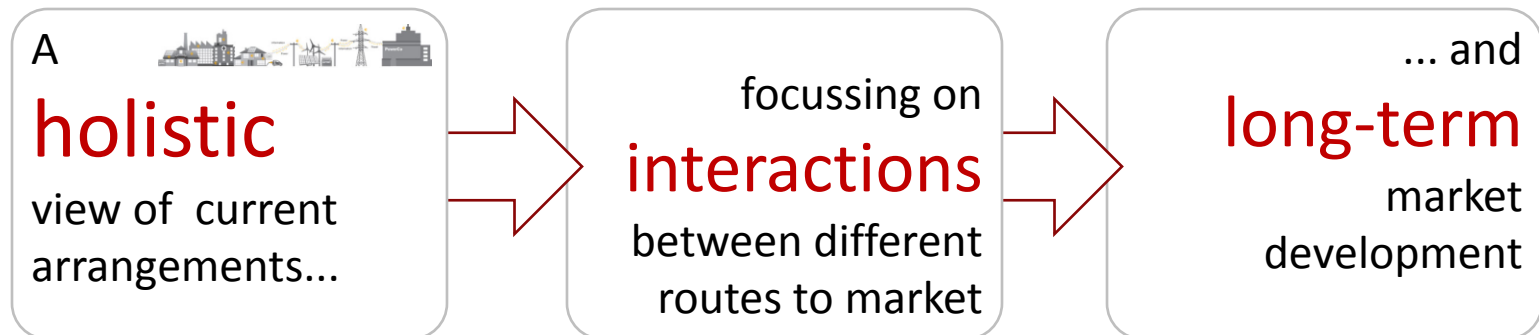 A
holistic
view of current
arrangements...
focussing on
interactions
between different
routes to market
... and
long-term
market
development